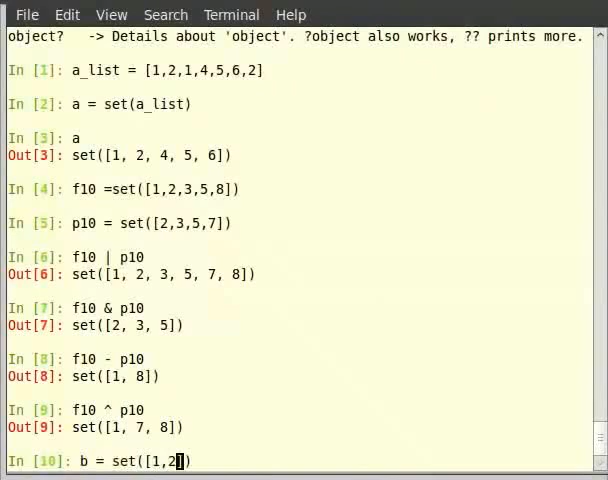 File Edit View Search Terminal Help
object?   -> Details about 'object'. ?object also works, ?? prints more.
In [1]: a_list = [1,2,1,4,5,6,2]
In [2]: a = set(a_list)
In [3]: a
Out[3]: set([1, 2, 4, 5, 6])
In [4]: f10 =set([1,2,3,5,8])
In [5]: p10 = set([2,3,5,7])
In [6]: f10 | p10
Out[6]: set([1, 2, 3, 5, 7, 8])
In [7]: f10 & p10
Out[7]: set([2, 3, 5])
In [8]: f10 - p10
Out[8]: set([1, 8])
In [9]: f10 ^ p10
Out[9]: set([1, 7, 8])
In [10]: b = set([1,2])